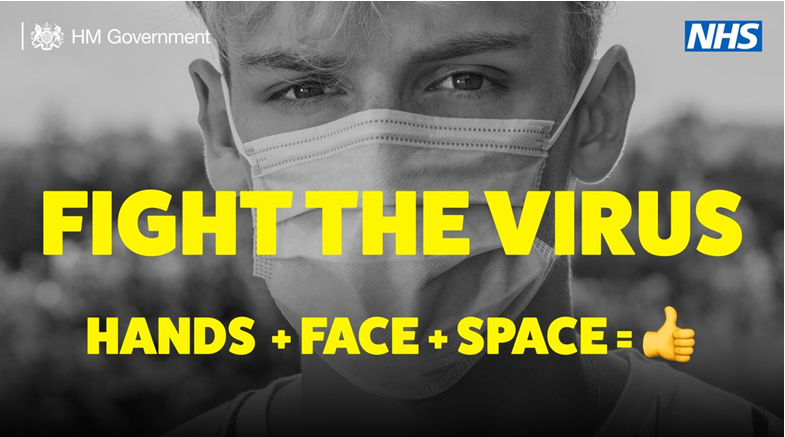 HM Government
NHS
FIGHT THE VIRUS
HANDS + FACE + SPACE = 👍